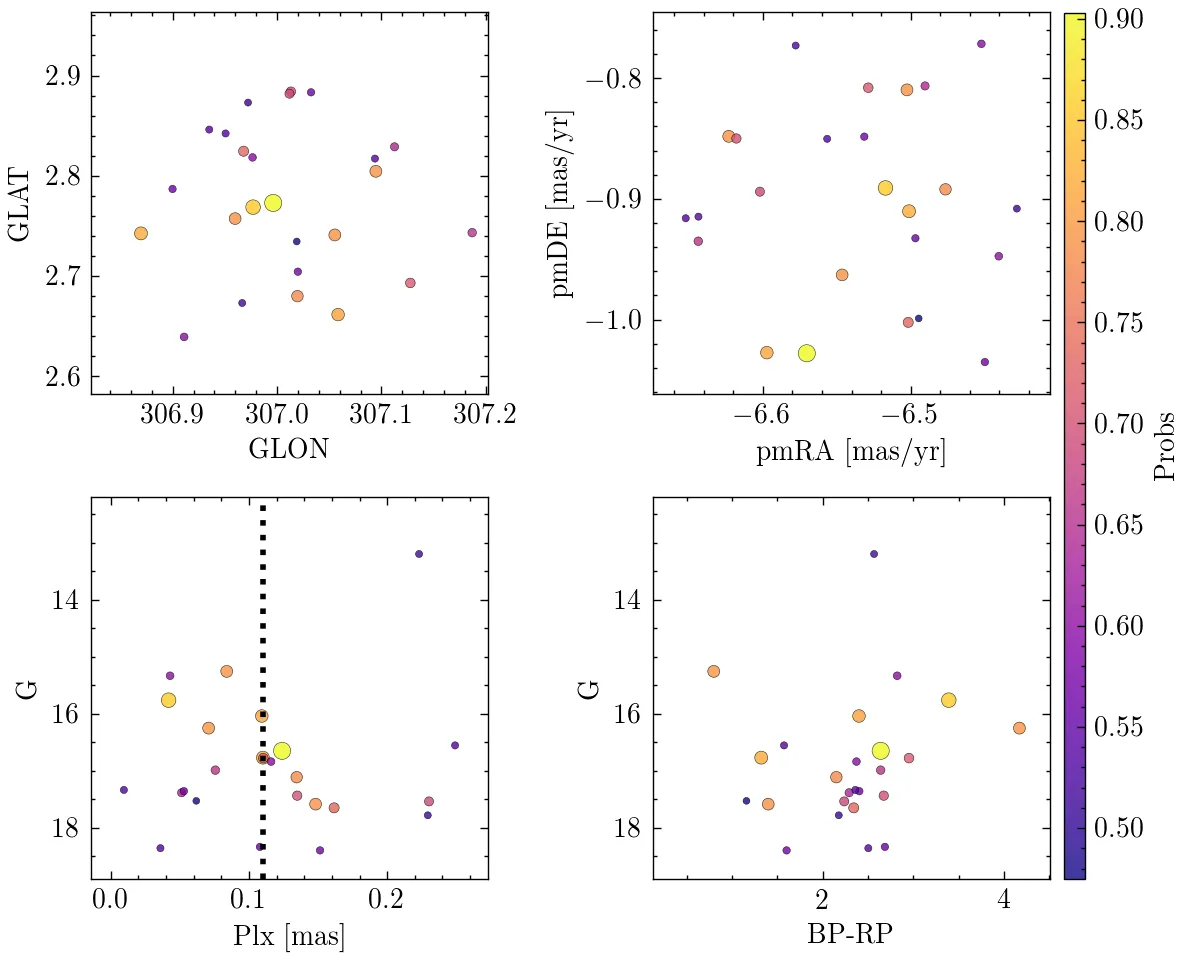 2.9
2.8
2.7
2.6
GLAT
306.9 307.0 307.1 307.2
GLON
−0.8
−0.9
−1.0
pmDE [mas/yr]
−6.6 −6.5
pmRA [mas/yr]
0.90
0.85
0.80
0.75
0.70
0.65
0.60
0.55
0.50
Probs
14
16
18
G
0.0 0.1 0.2
Plx [mas]
14
16
18
G
2 4
BP-RP